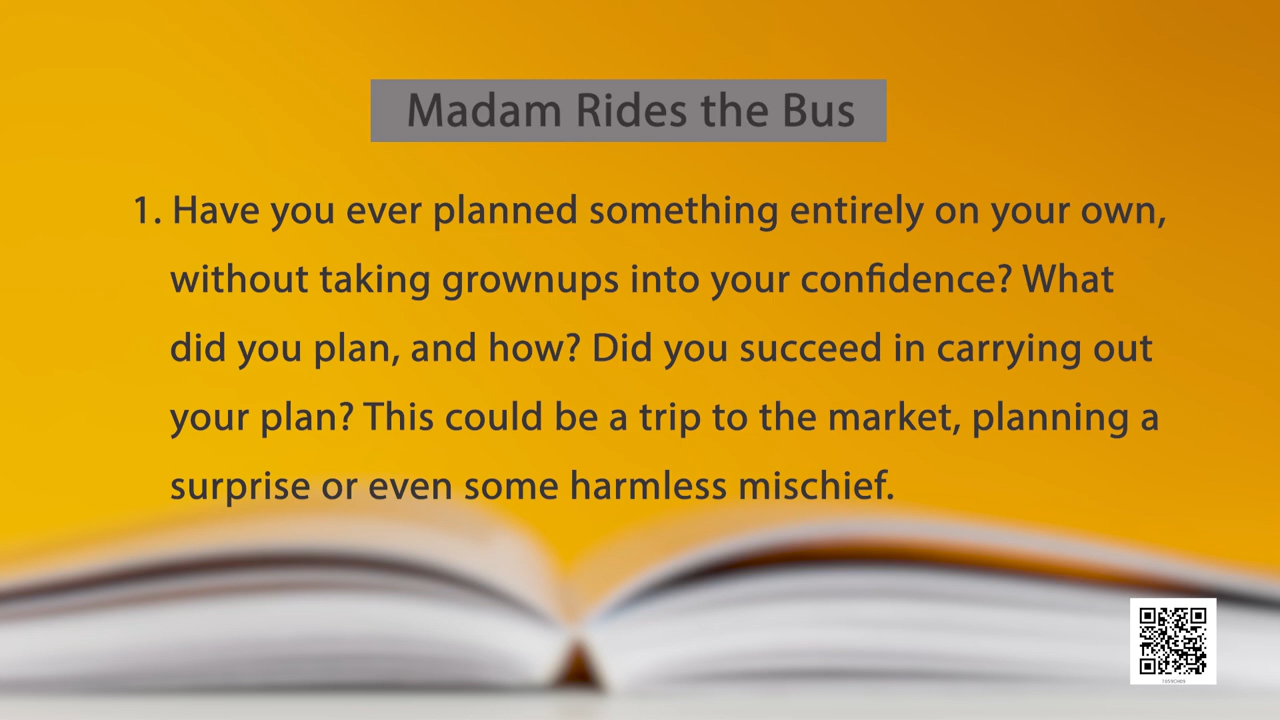 Madam Rides the Bus
1. Have you ever planned something entirely on your own,
without taking grownups into your confidence? What
did you plan, and how? Did you succeed in carrying out
your plan? This could be a trip to the market, planning a
surprise or even some harmless mischief.